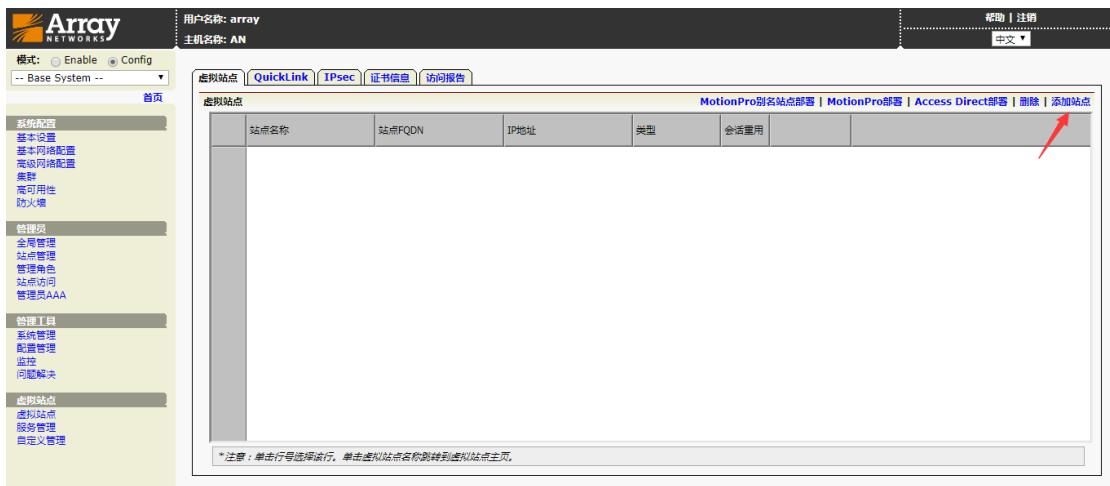 Array
NETWORKS
用户名称: array
主机名称: AN
帮助 | 注销
中文
模式: Enable Config
-- Base System --
首页
系统配置
基本设置
基本网络配置
高级网络配置
集群
高可用性
防火墙
管理员
全局管理
站点管理
管理角色
站点访问
管理员AAA
管理工具
系统管理
配置管理
监控
问题解决
虚拟站点
虚拟站点
服务管理
自定义管理
虚拟站点 QuickLink IPsec 证书信息 访问报告
虚拟站点 MotionPro别名站点部署 | MotionPro部署 | Access Direct部署 | 删除 | 添加站点
站点名称 站点FQDN IP地址 类型 会话重用
*注意：单击行号选择该行。单击虚拟站点名称跳转到虚拟站点主页。